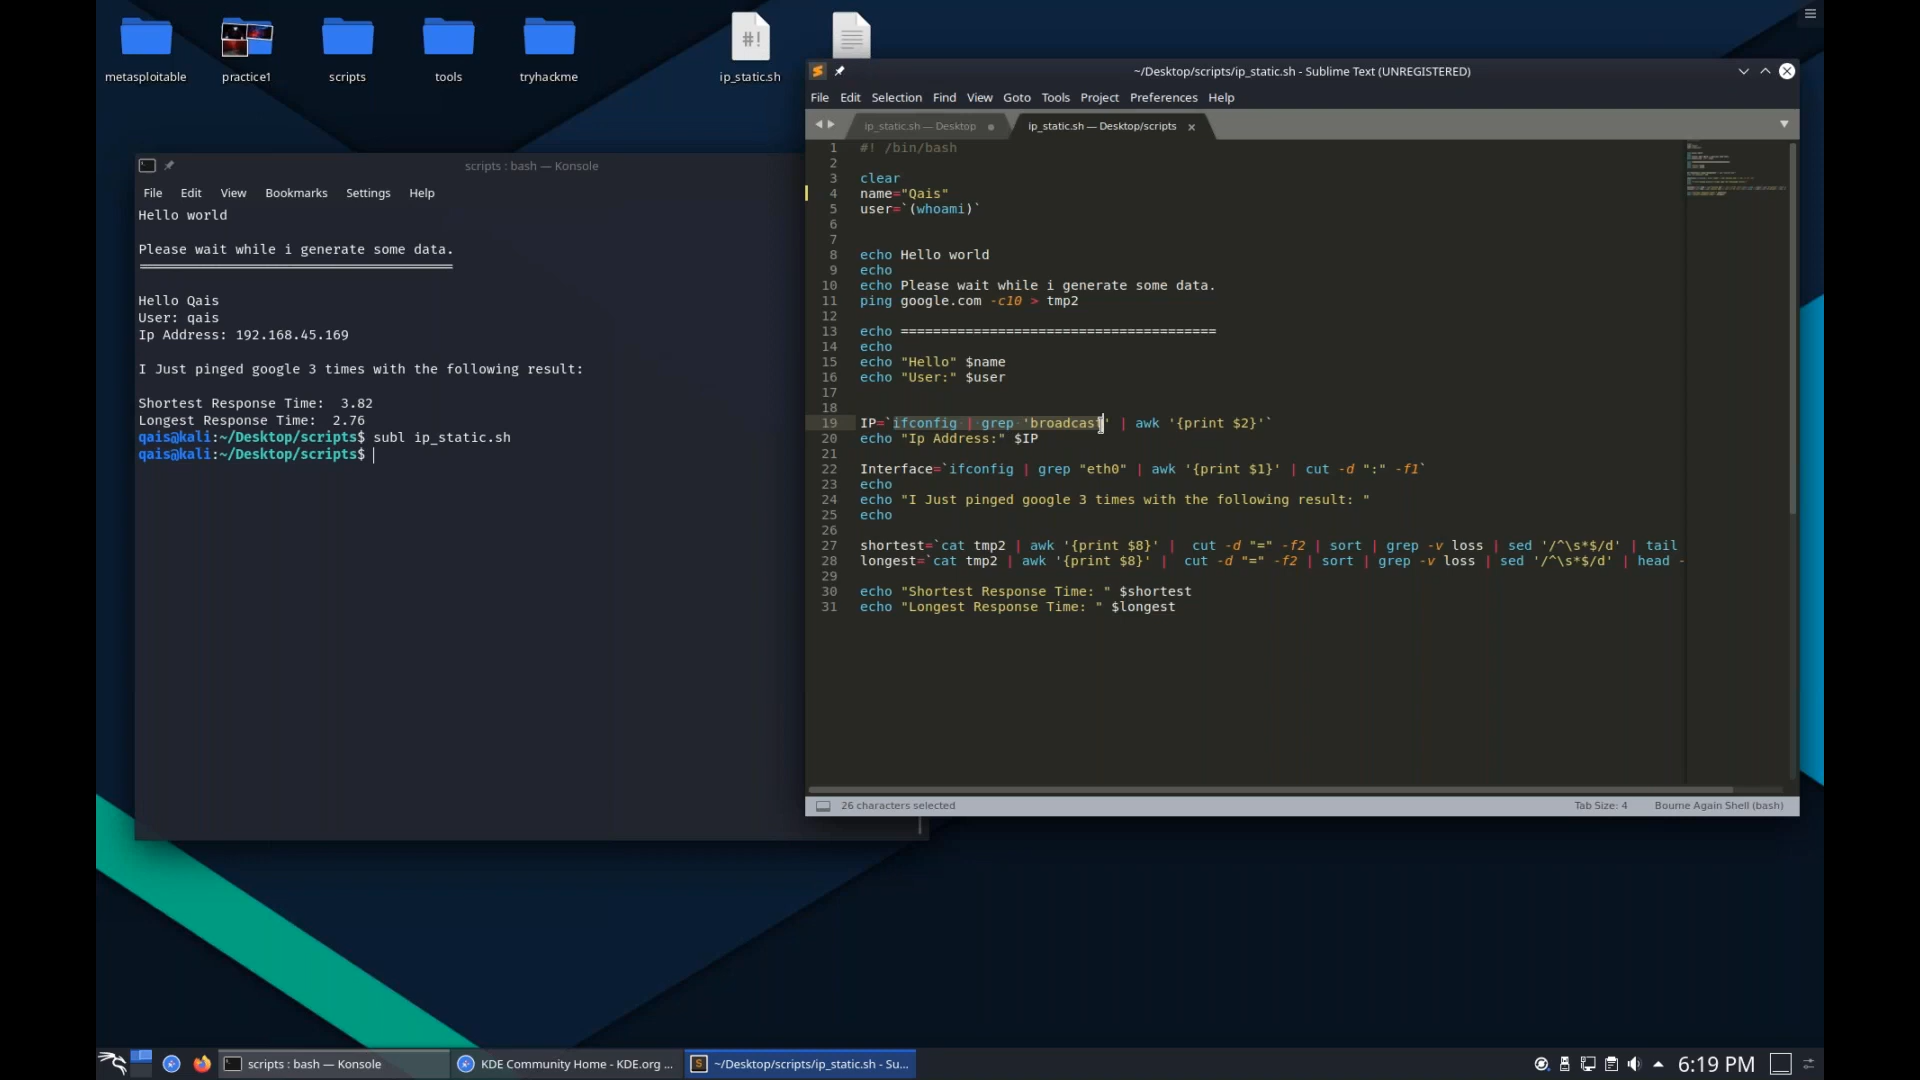 metasploitable
practice1
scripts
tools
tryhackme
#!
ip_static.sh
~/Desktop/scripts/ip_static.sh - Sublime Text (UNREGISTERED)
File Edit Selection Find View Goto Tools Project Preferences Help
ip_static.sh — Desktop
ip_static.sh — Desktop/scripts
1 #! /bin/bash
2
3 clear
4 name="Qais"
5 user=`(whoami)`
6
7
8 echo Hello world
9 echo
10 echo Please wait while i generate some data.
11 ping google.com -c10 > tmp2
12
13 echo =======================================
14 echo
15 echo "Hello" $name
16 echo "User:" $user
17
18
19 IP=`ifconfig | grep 'broadcast' | awk '{print $2}'`
20 echo "Ip Address:" $IP
21
22 Interface=`ifconfig | grep "eth0" | awk '{print $1}' | cut -d ":" -f1`
23 echo
24 echo "I Just pinged google 3 times with the following result: "
25 echo
26
27 shortest=`cat tmp2 | awk '{print $8}' |  cut -d "=" -f2 | sort | grep -v loss | sed '/^\s*$/d' | tail
28 longest=`cat tmp2 | awk '{print $8}' |  cut -d "=" -f2 | sort | grep -v loss | sed '/^\s*$/d' | head -
29
30 echo "Shortest Response Time: " $shortest
31 echo "Longest Response Time: " $longest
26 characters selected
Tab Size: 4
Bourne Again Shell (bash)
scripts : bash — Konsole
File Edit View Bookmarks Settings Help
Hello world
Please wait while i generate some data.
=======================================
Hello Qais
User: qais
Ip Address: 192.168.45.169
I Just pinged google 3 times with the following result:
Shortest Response Time:  3.82
Longest Response Time:  2.76
qais@kali:~/Desktop/scripts$ subl ip_static.sh
qais@kali:~/Desktop/scripts$
scripts : bash — Konsole
KDE Community Home - KDE.org ...
~/Desktop/scripts/ip_static.sh - Su...
6:19 PM